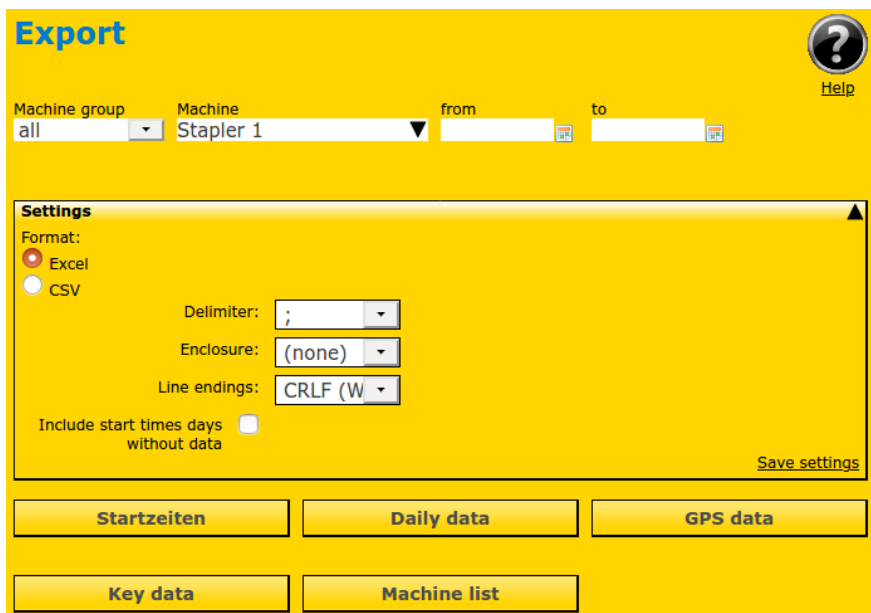 Export
Help
Machine group Machine from to
all Stapler 1
Settings
Format:
Excel
CSV
Delimiter: ;
Enclosure: (none)
Line endings: CRLF (W
Include start times days
without data
Save settings
Startzeiten Daily data GPS data
Key data Machine list